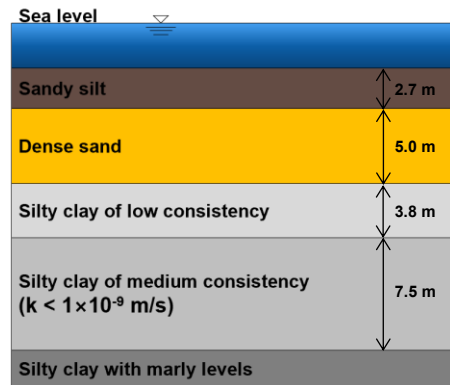 Sea level
Sandy silt
2.7 m
Dense sand
5.0 m
Silty clay of low consistency
3.8 m
Silty clay of medium consistency
(k < 1×10⁻⁹ m/s)
7.5 m
Silty clay with marly levels